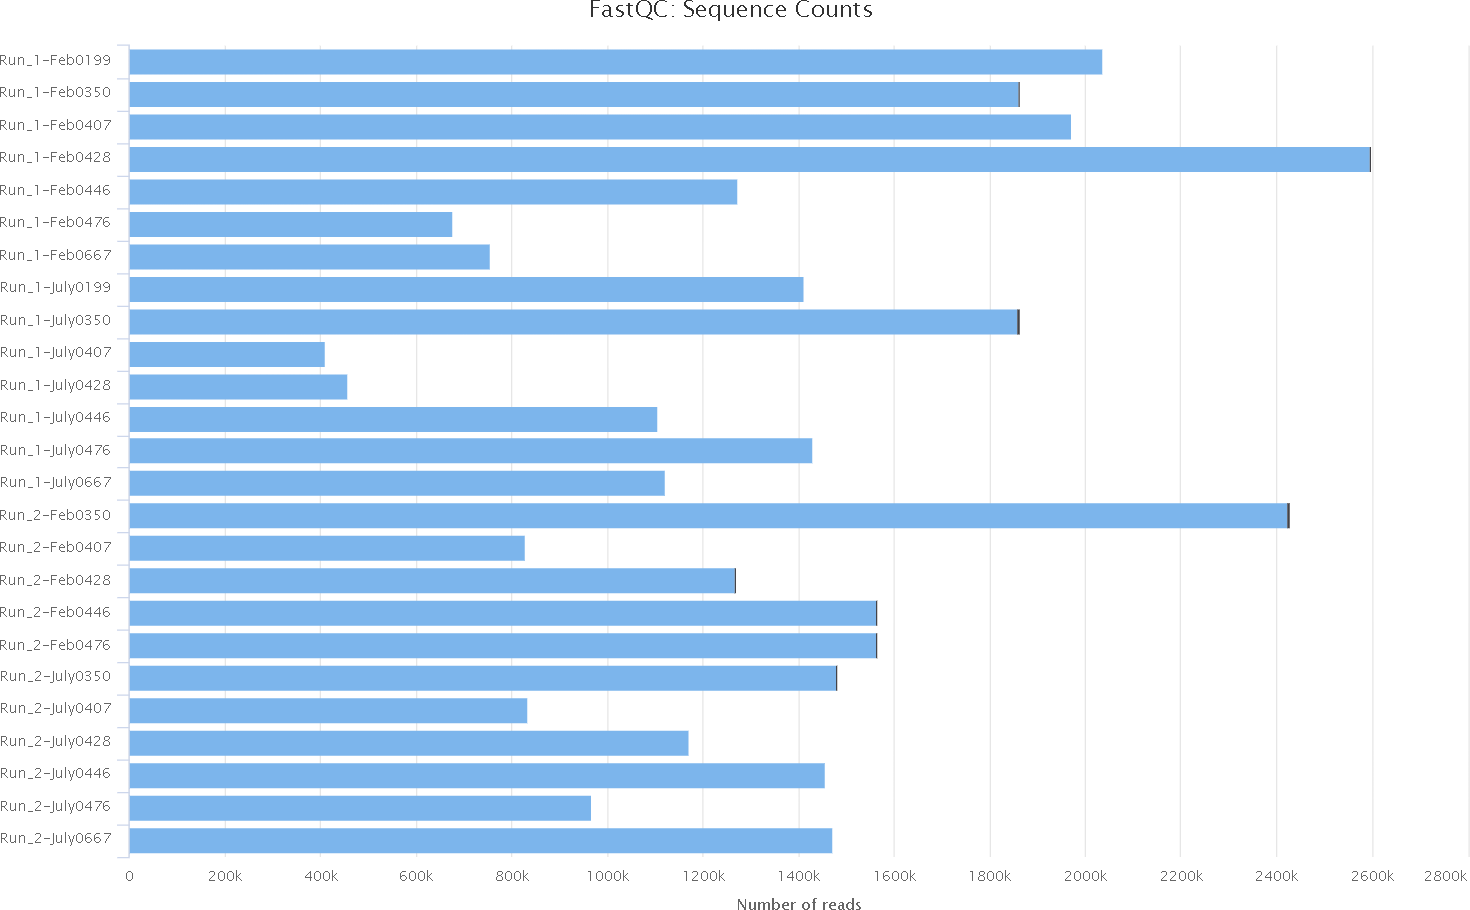 FastQC: Sequence Counts
Run_1-Feb0199
Run_1-Feb0350
Run_1-Feb0407
Run_1-Feb0428
Run_1-Feb0446
Run_1-Feb0476
Run_1-Feb0667
Run_1-July0199
Run_1-July0350
Run_1-July0407
Run_1-July0428
Run_1-July0446
Run_1-July0476
Run_1-July0667
Run_2-Feb0350
Run_2-Feb0407
Run_2-Feb0428
Run_2-Feb0446
Run_2-Feb0476
Run_2-July0350
Run_2-July0407
Run_2-July0428
Run_2-July0446
Run_2-July0476
Run_2-July0667
0 200k 400k 600k 800k 1000k 1200k 1400k 1600k 1800k 2000k 2200k 2400k 2600k 2800k
Number of reads